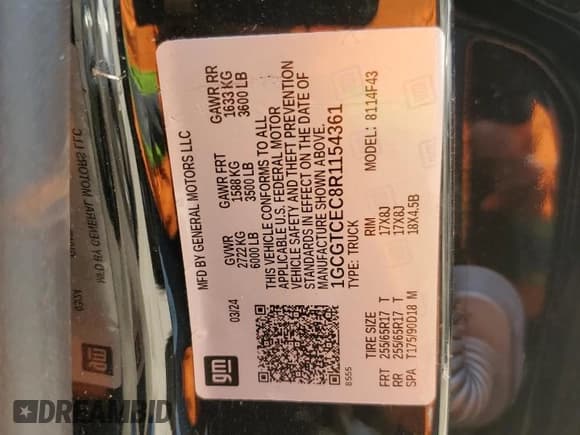 MFD BY GENERAL MOTORS LLC
03/24
GVWR GAWR FRT GAWR RR
2722 KG 1588 KG 1633 KG
6000 LB 3500 LB 3600 LB
THIS VEHICLE CONFORMS TO ALL
APPLICABLE U.S. FEDERAL MOTOR
VEHICLE SAFETY AND THEFT PREVENTION
STANDARDS IN EFFECT ON THE DATE OF
MANUFACTURE SHOWN ABOVE.
1GCGTCEC8R1154361
TYPE: TRUCK MODEL: 8114F43
gm
8555
TIRE SIZE RIM
FRT 255/65R17 T 17X8J
RR 255/65R17 T 17X8J
SPA T175/90D18 M 18X4.5B
DREAMBID